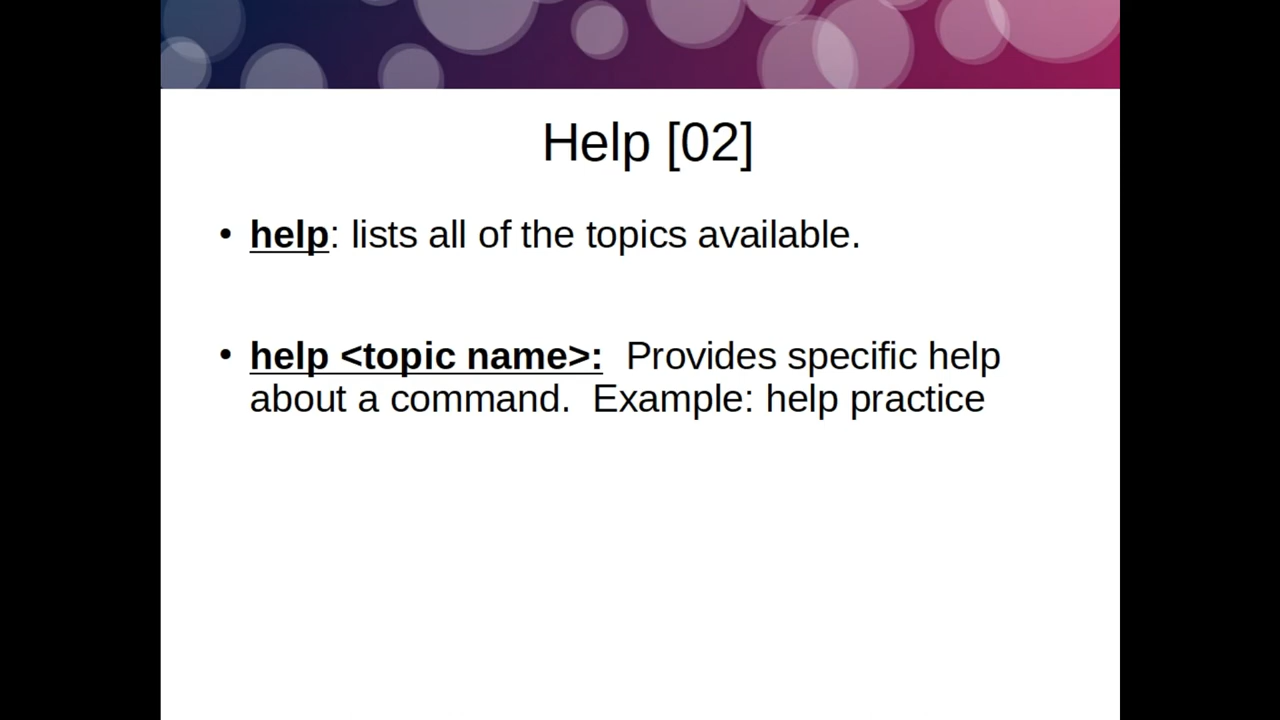 Help [02]
• help: lists all of the topics available.
• help <topic name>:  Provides specific help
about a command.  Example: help practice